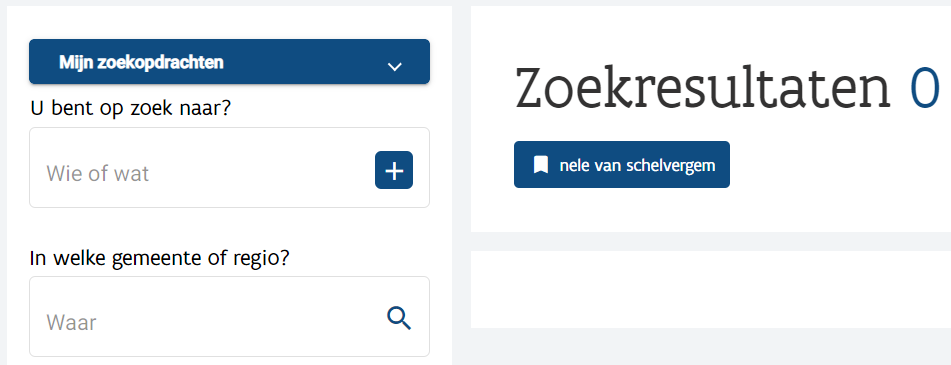 Mijn zoekopdrachten
U bent op zoek naar?
Wie of wat
In welke gemeente of regio?
Waar
Zoekresultaten 0
nele van schelvergem